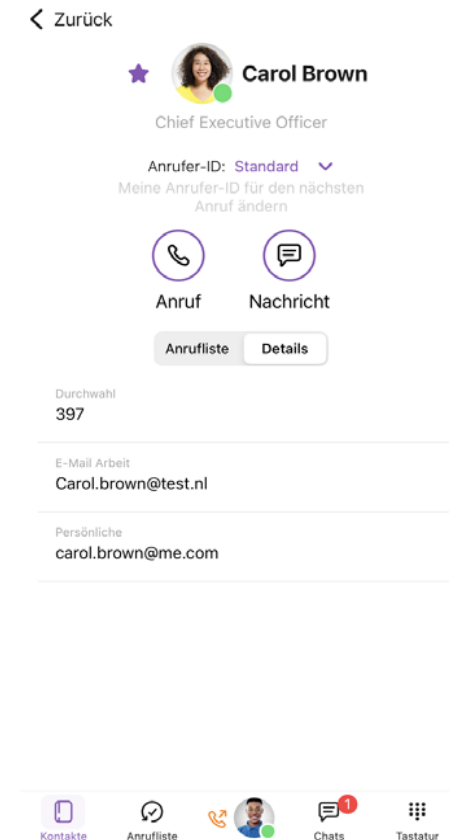 Zurück
Carol Brown
Chief Executive Officer
Anrufer-ID: Standard
Meine Anrufer-ID für den nächsten
Anruf ändern
Anruf Nachricht
Anrufliste Details
Durchwahl
397
E-Mail Arbeit
Carol.brown@test.nl
Persönliche
carol.brown@me.com
1
Kontakte Anrufliste Chats Tastatur